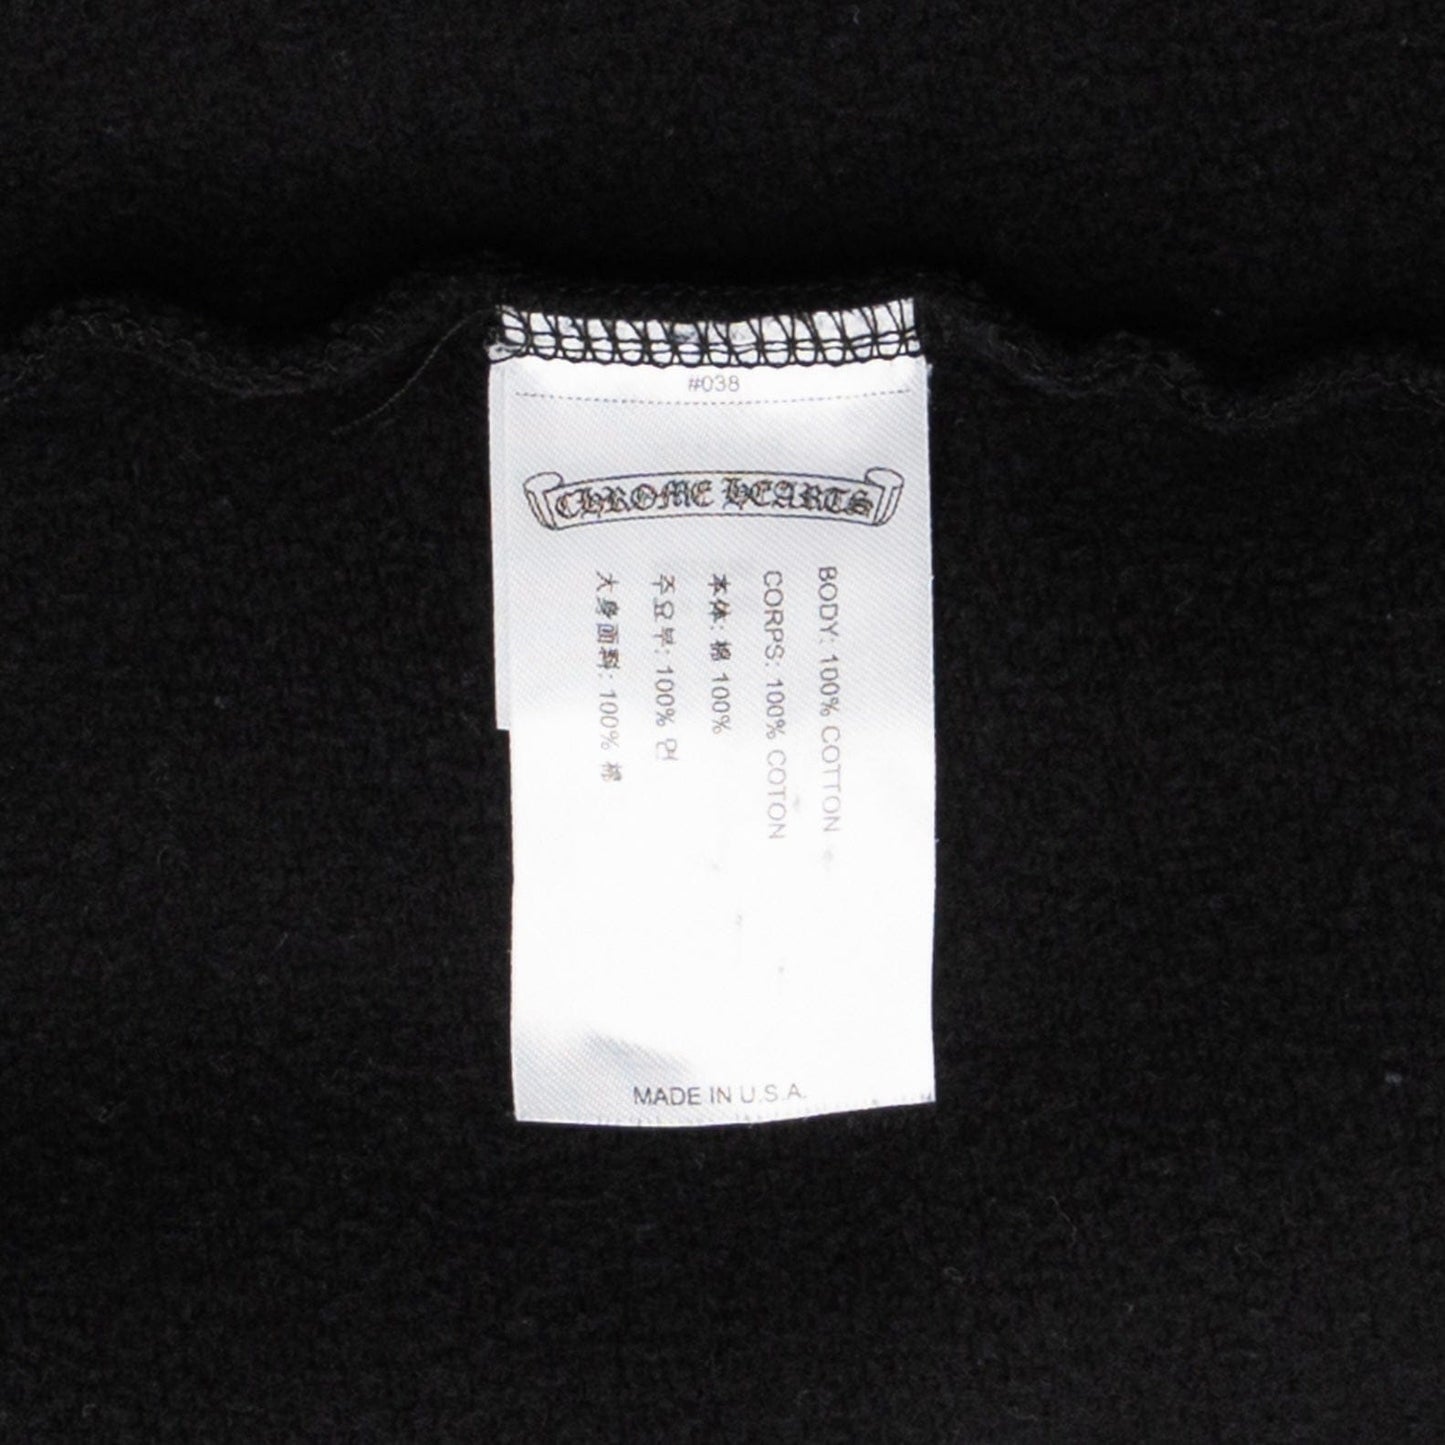 #038
CHROME HEARTS
BODY: 100% COTTON
CORPS: 100% COTON
本体: 棉 100%
주요부: 100% 면
大身面料: 100% 棉
MADE IN U.S.A.